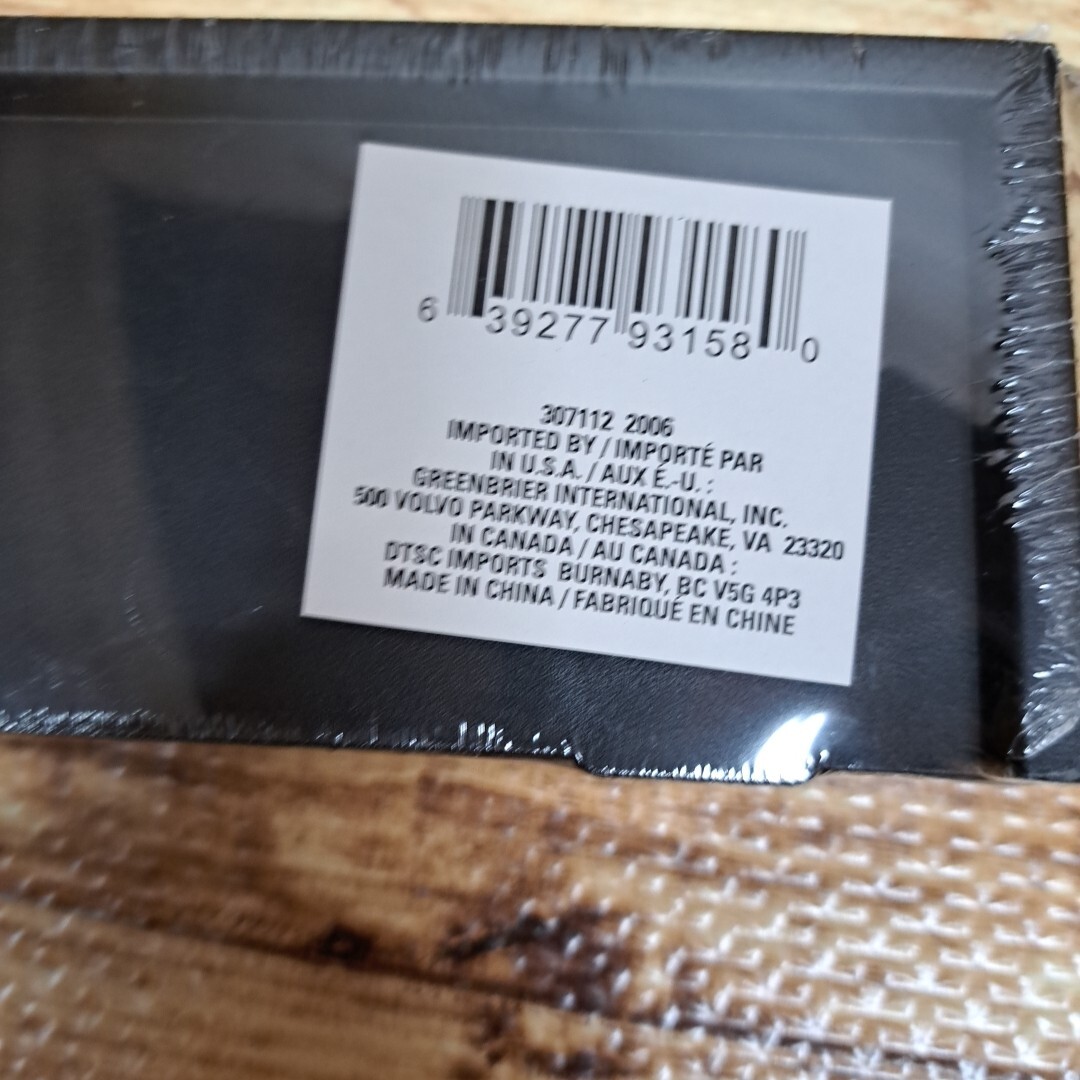 6 39277 93158 0
307112 2006
IMPORTED BY / IMPORTÉ PAR
IN U.S.A. / AUX É.-U. :
GREENBRIER INTERNATIONAL, INC.
500 VOLVO PARKWAY, CHESAPEAKE, VA 23320
IN CANADA / AU CANADA :
DTSC IMPORTS BURNABY, BC V5G 4P3
MADE IN CHINA / FABRIQUÉ EN CHINE